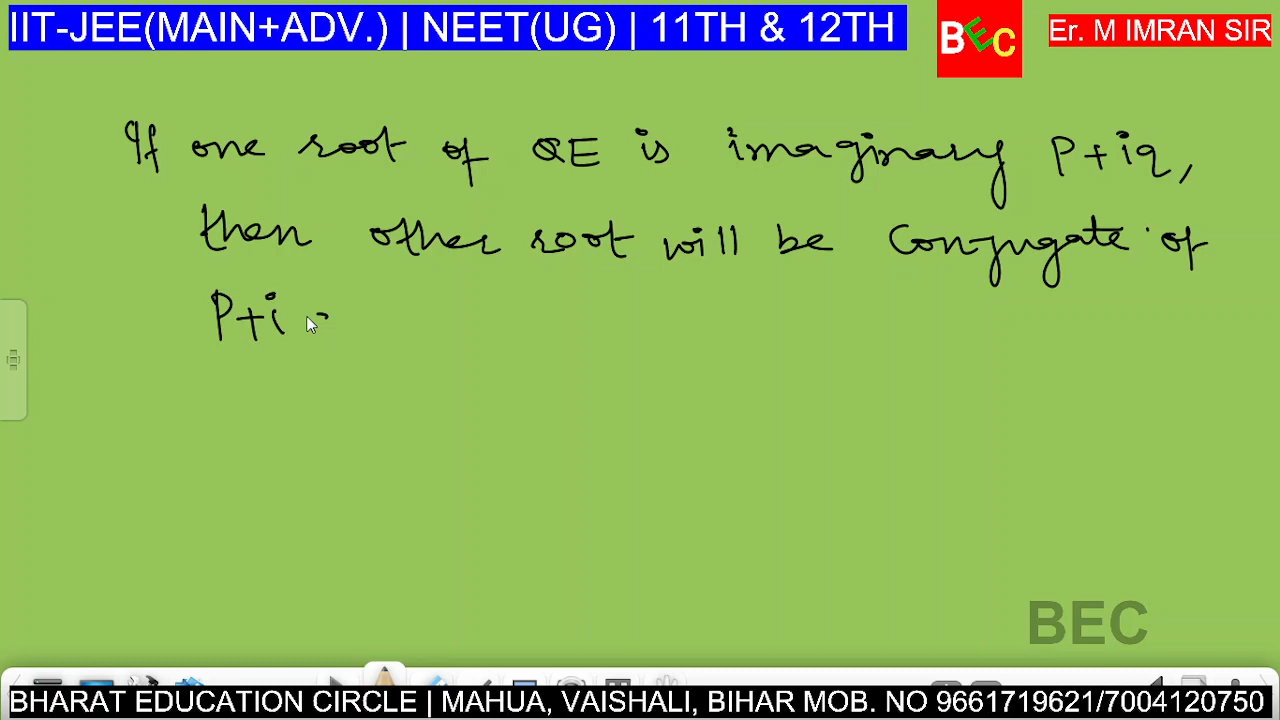 IIT-JEE(MAIN+ADV.) | NEET(UG) | 11TH & 12TH
BEC
Er. M IMRAN SIR
If one root of QE is imaginary P+iq,
then other root will be Conjugate of
P+i
BEC
BHARAT EDUCATION CIRCLE | MAHUA, VAISHALI, BIHAR MOB. NO 9661719621/7004120750